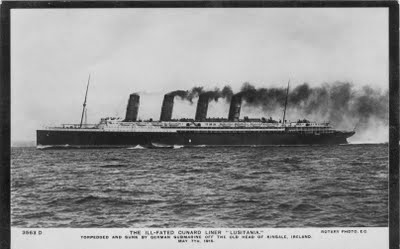 3963 D
THE ILL-FATED CUNARD LINER "LUSITANIA."
ROTARY PHOTO, E.C
TORPEDOED AND SUNK BY GERMAN SUBMARINE OFF THE OLD HEAD OF KINSALE, IRELAND.
MAY 7TH, 1915.